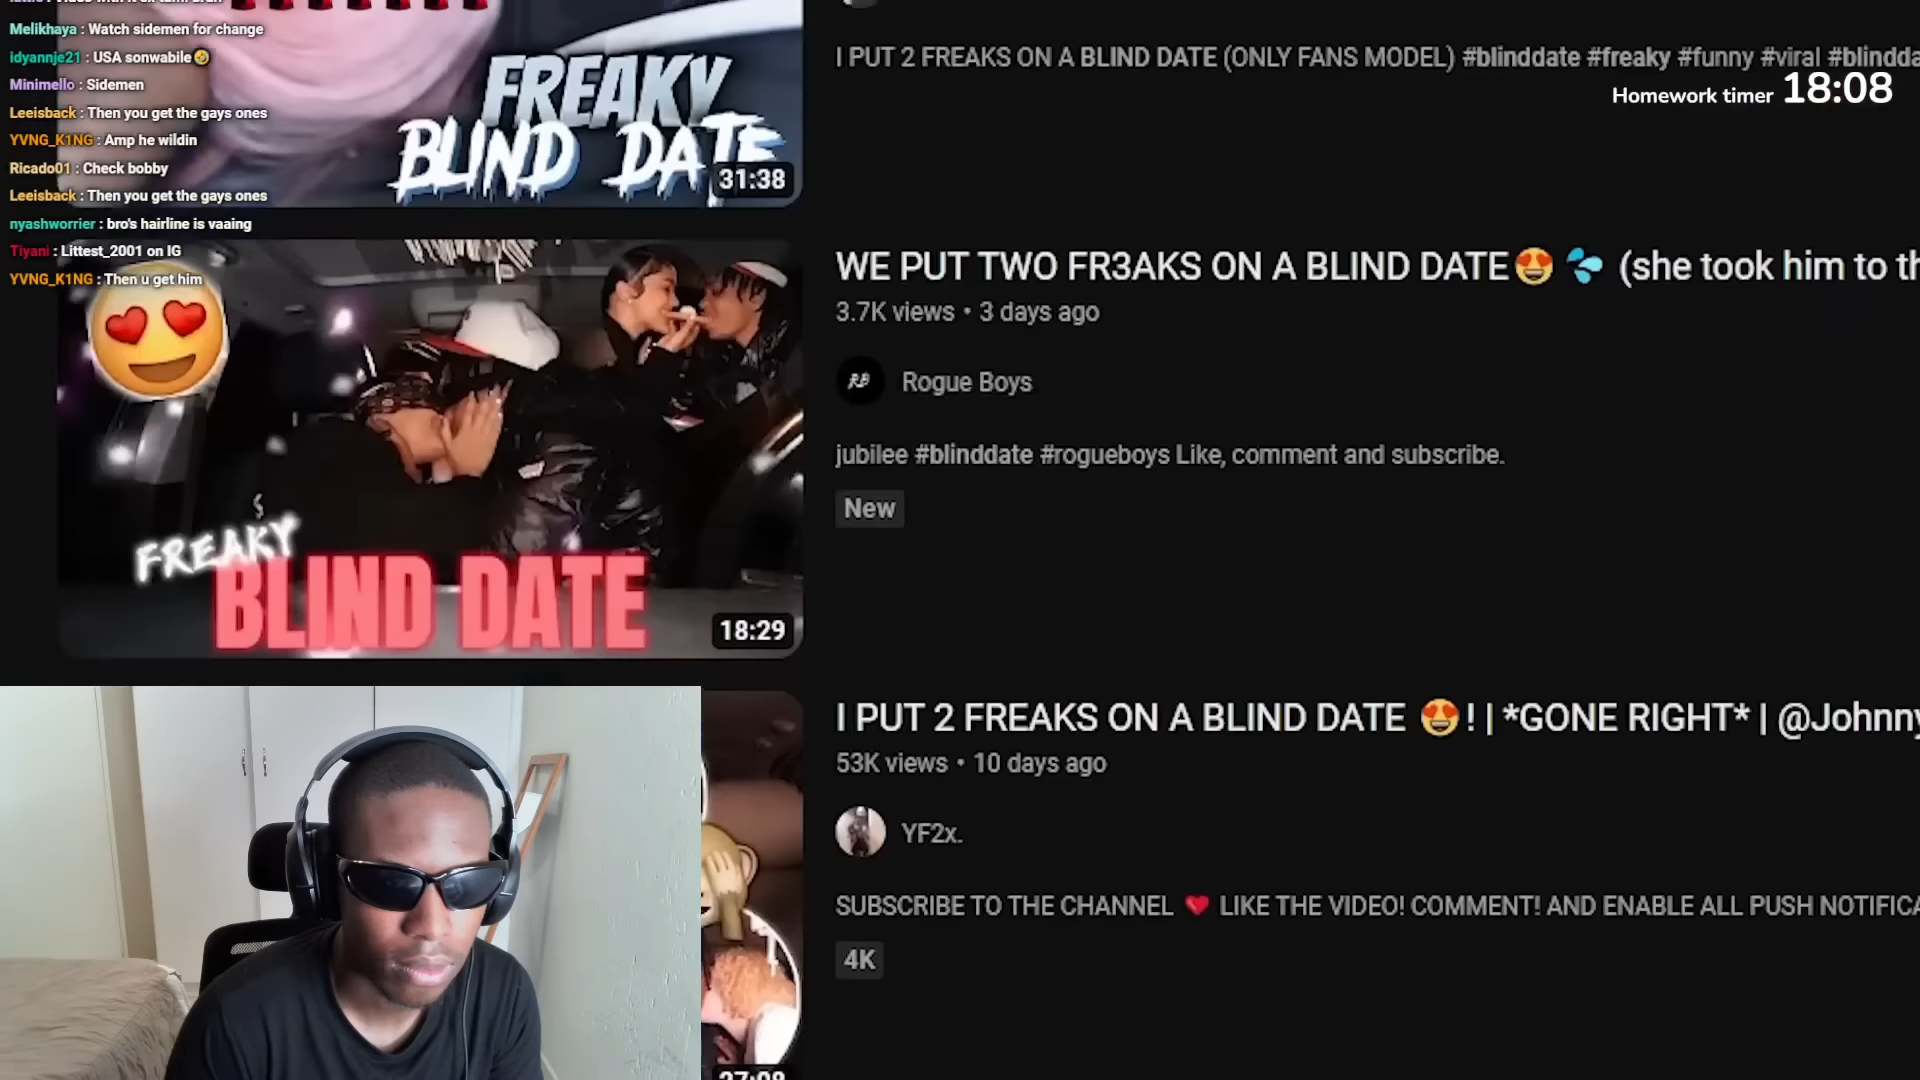 Melikhaya : Watch sidemen for change
idyannje21 : USA sonwabile🤣
Minimello : Sidemen
Leeisback : Then you get the gays ones
YVNG_K1NG : Amp he wildin
Ricado01 : Check bobby
Leeisback : Then you get the gays ones
nyashworrier : bro's hairline is vaaing
Tiyani : Littest_2001 on IG
YVNG_K1NG : Then u get him
FREAKY
BLIND DATE
31:38
I PUT 2 FREAKS ON A BLIND DATE (ONLY FANS MODEL) #blinddate #freaky #funny #viral #blindda
Homework timer 18:08
FREAKY
BLIND DATE
18:29
WE PUT TWO FR3AKS ON A BLIND DATE😍 💦 (she took him to th
3.7K views • 3 days ago
RB
Rogue Boys
jubilee #blinddate #rogueboys Like, comment and subscribe.
New
I PUT 2 FREAKS ON A BLIND DATE 😍! | *GONE RIGHT* | @Johnny
53K views • 10 days ago
YF2x.
SUBSCRIBE TO THE CHANNEL ❤️ LIKE THE VIDEO! COMMENT! AND ENABLE ALL PUSH NOTIFICA
4K